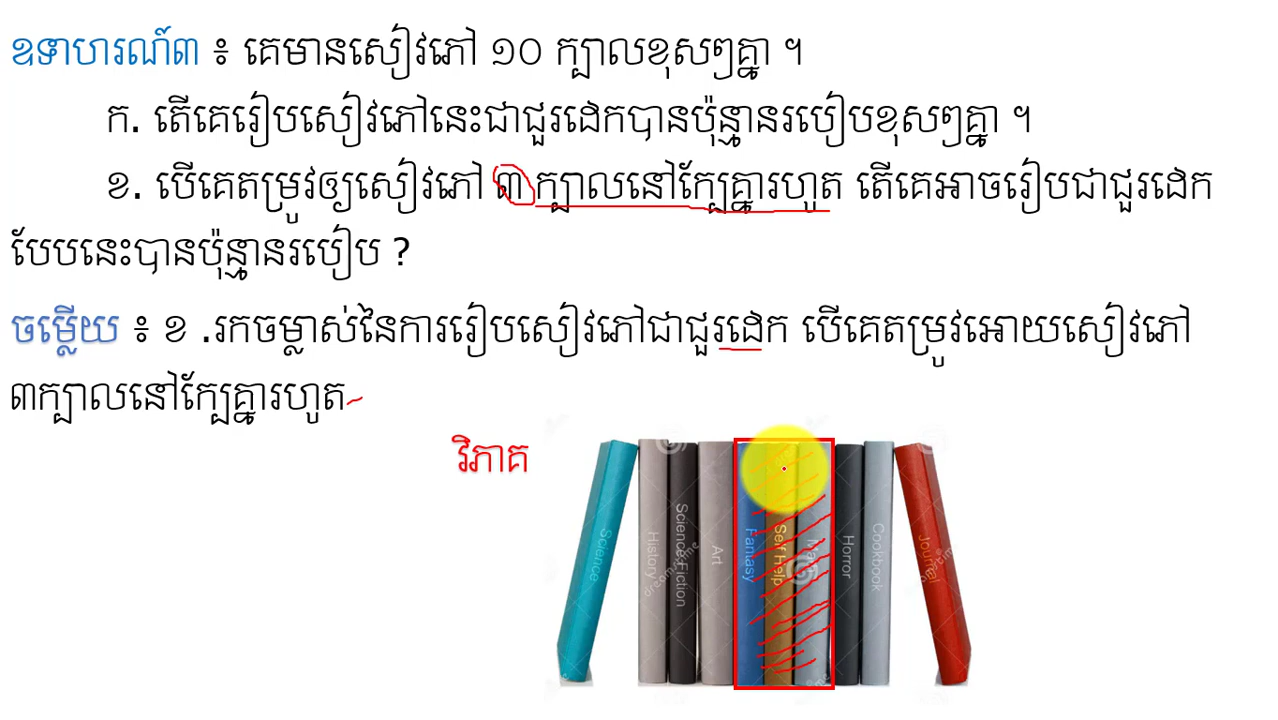 ឧទាហរណ៍៣ ៖ គេមានសៀវភៅ ១០ ក្បាលខុសៗគ្នា ។
ក. តើគេរៀបសៀវភៅនេះជាជួរដេកបានប៉ុន្មានរបៀបខុសៗគ្នា ។
ខ. បើគេតម្រូវឲ្យសៀវភៅ ៣ ក្បាលនៅក្បែគ្នារហូត តើគេអាចរៀបជាជួរដេក
បែបនេះបានប៉ុន្មានរបៀប ?
ចម្លើយ ៖ ខ .រកចម្លាស់នៃការរៀបសៀវភៅជាជួរដេក បើគេតម្រូវអោយសៀវភៅ
៣ក្បាលនៅក្បែគ្នារហូត
វិភាគ
Science
History
Science Fiction
Art
Fantasy
Self help
Horror
Cookbook